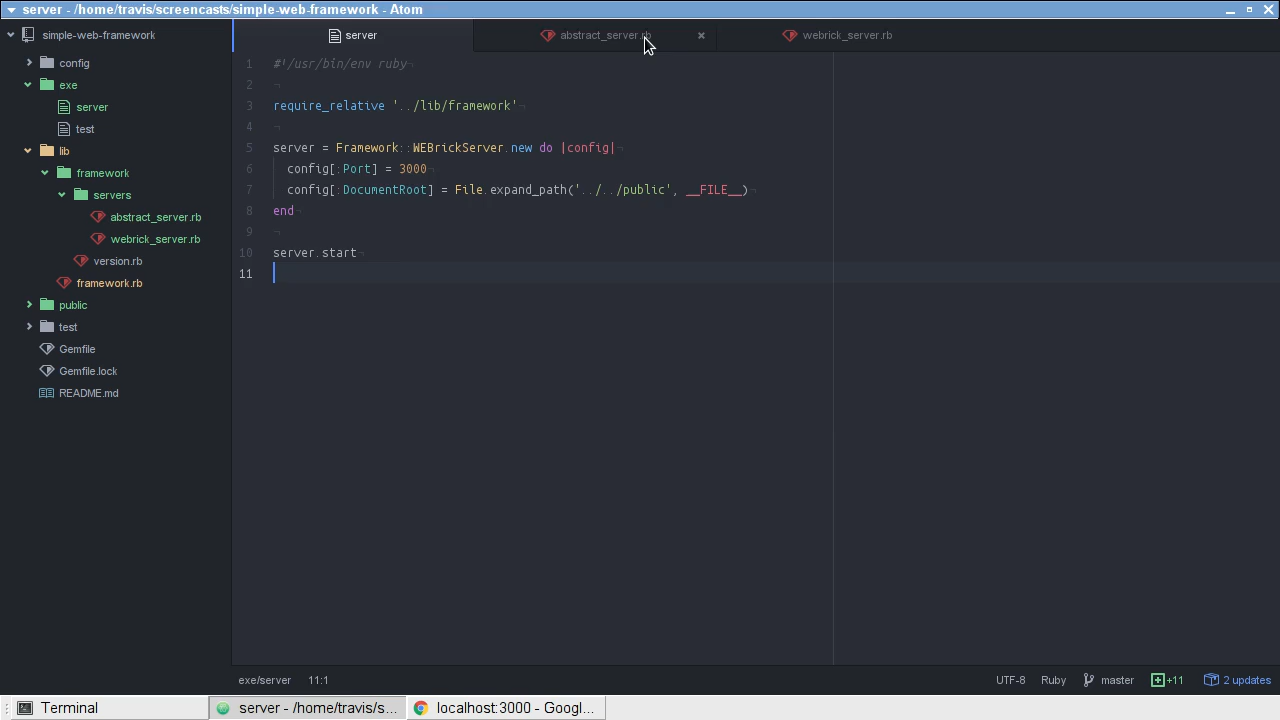 server - /home/travis/screencasts/simple-web-framework - Atom
simple-web-framework
config
exe
server
test
lib
framework
servers
abstract_server.rb
webrick_server.rb
version.rb
framework.rb
public
test
Gemfile
Gemfile.lock
README.md
server
abstract_server.rb
webrick_server.rb
1 #!/usr/bin/env ruby
2
3 require_relative '../lib/framework'
4
5 server = Framework::WEBrickServer.new do |config|
6 config[:Port] = 3000
7 config[:DocumentRoot] = File.expand_path('../../public', __FILE__)
8 end
9
10 server.start
11
exe/server 11:1 UTF-8 Ruby master +11 2 updates
Terminal server - /home/travis/s... localhost:3000 - Googl...